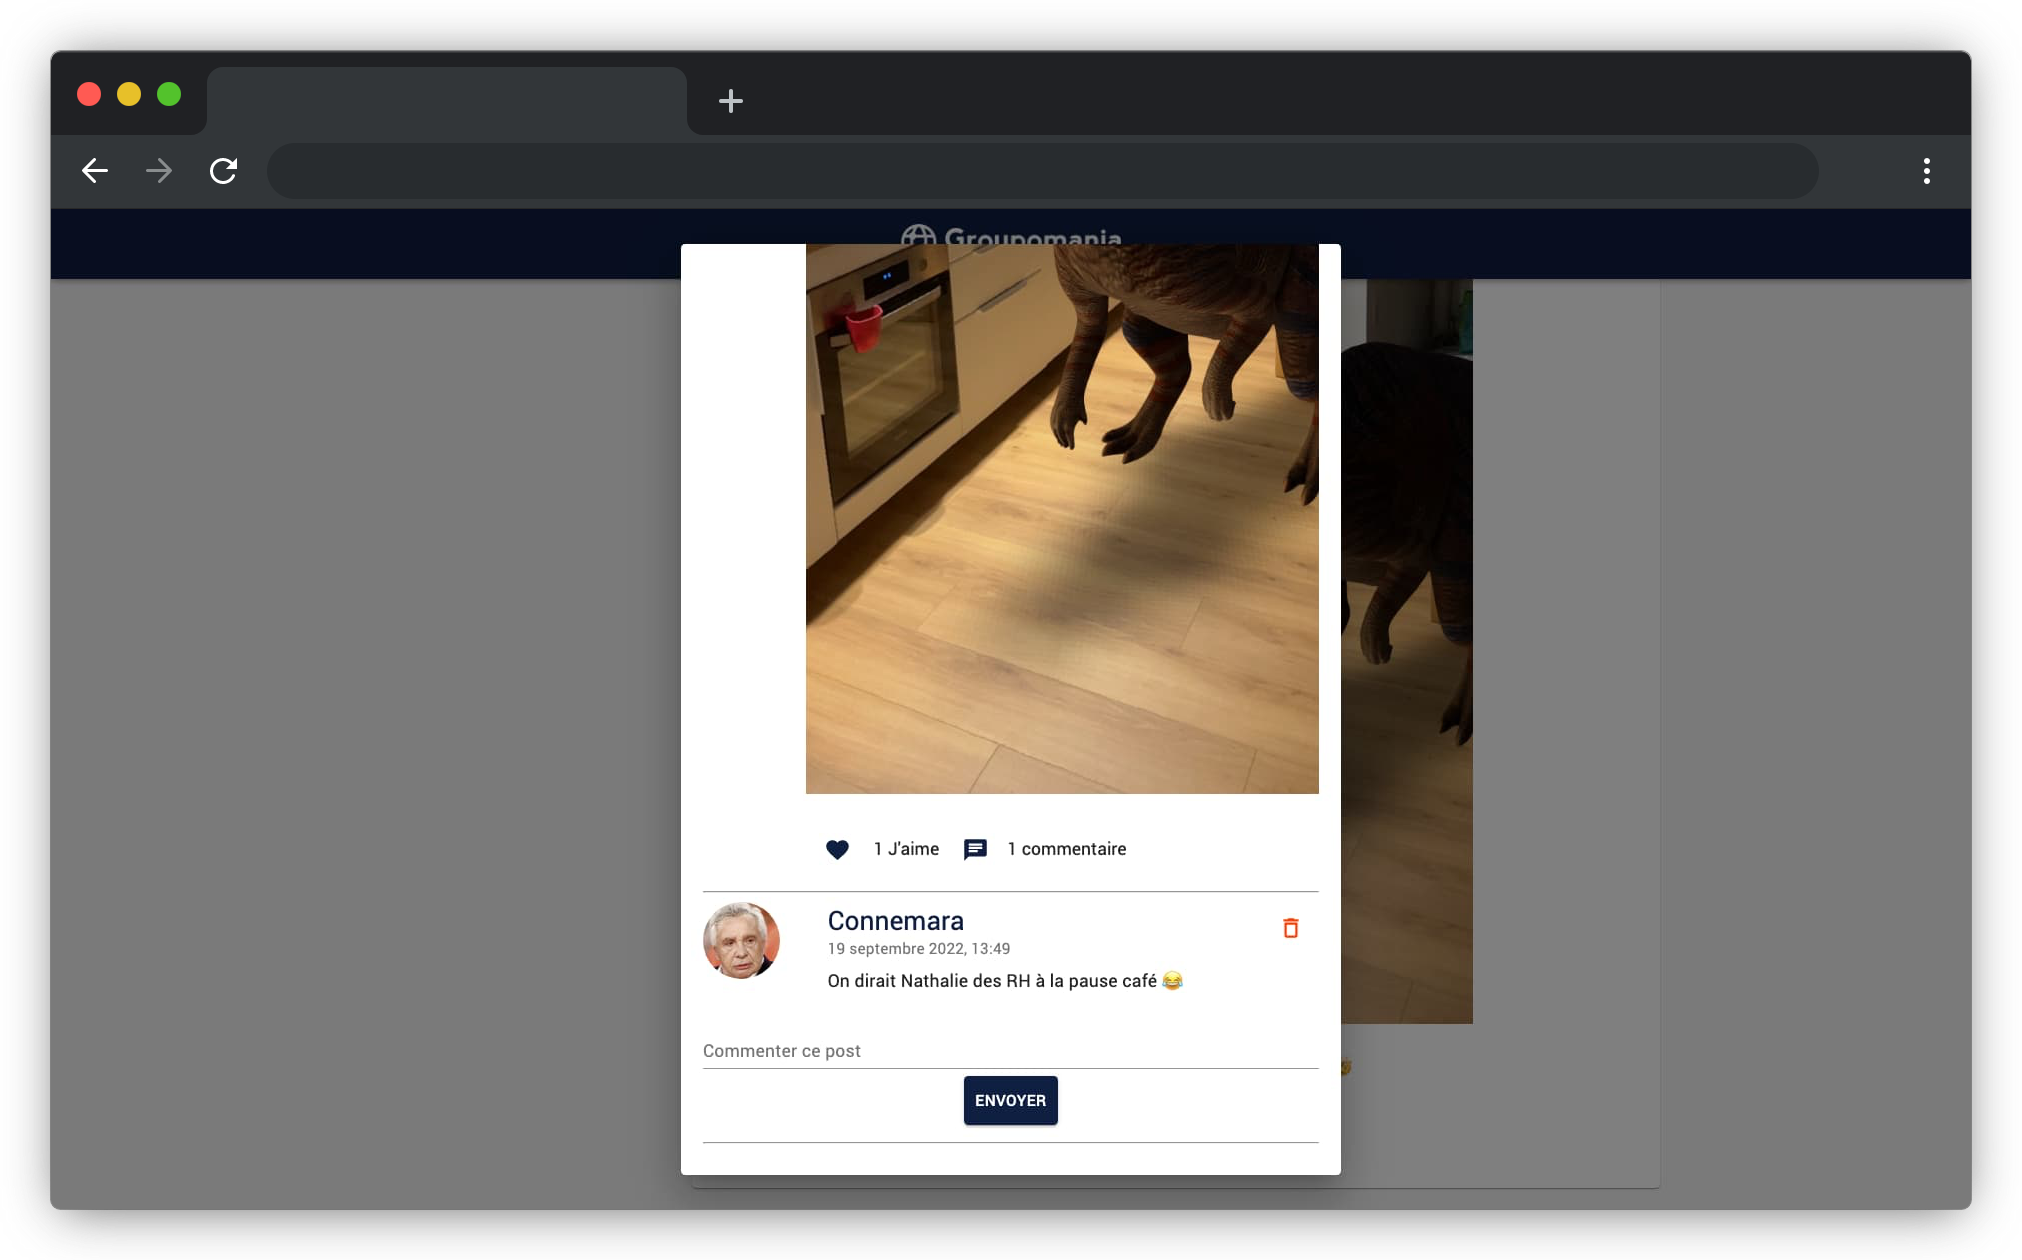 Groupomania
1 J'aime 1 commentaire
Connemara
19 septembre 2022, 13:49
On dirait Nathalie des RH à la pause café 😂
Commenter ce post
ENVOYER